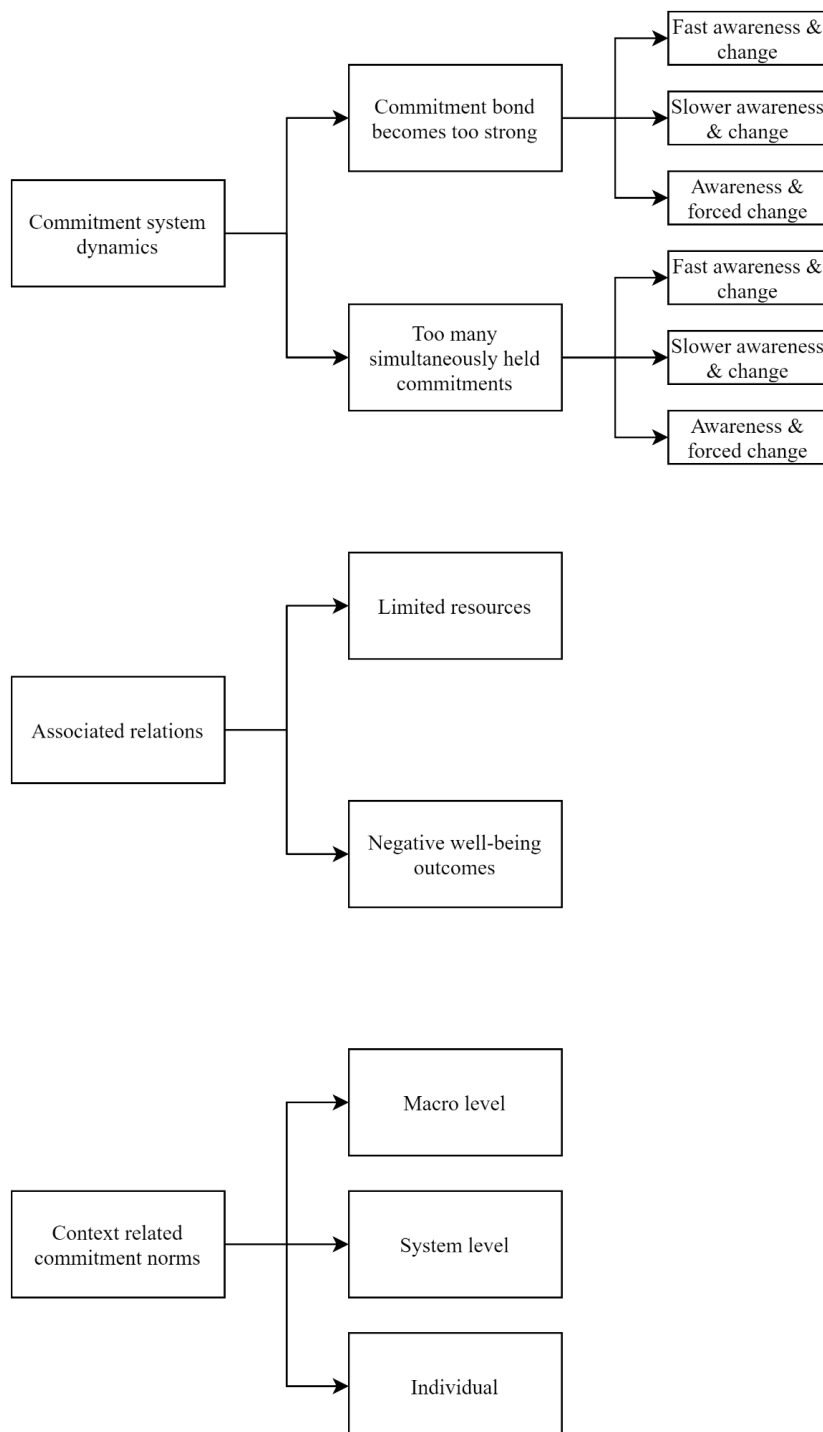 Commitment system
dynamics
Commitment bond
becomes too strong
Fast awareness &
change
Slower awareness
& change
Awareness &
forced change
Too many
simultaneously held
commitments
Fast awareness &
change
Slower awareness
& change
Awareness &
forced change
Associated relations
Limited resources
Negative well-being
outcomes
Context related
commitment norms
Macro level
System level
Individual